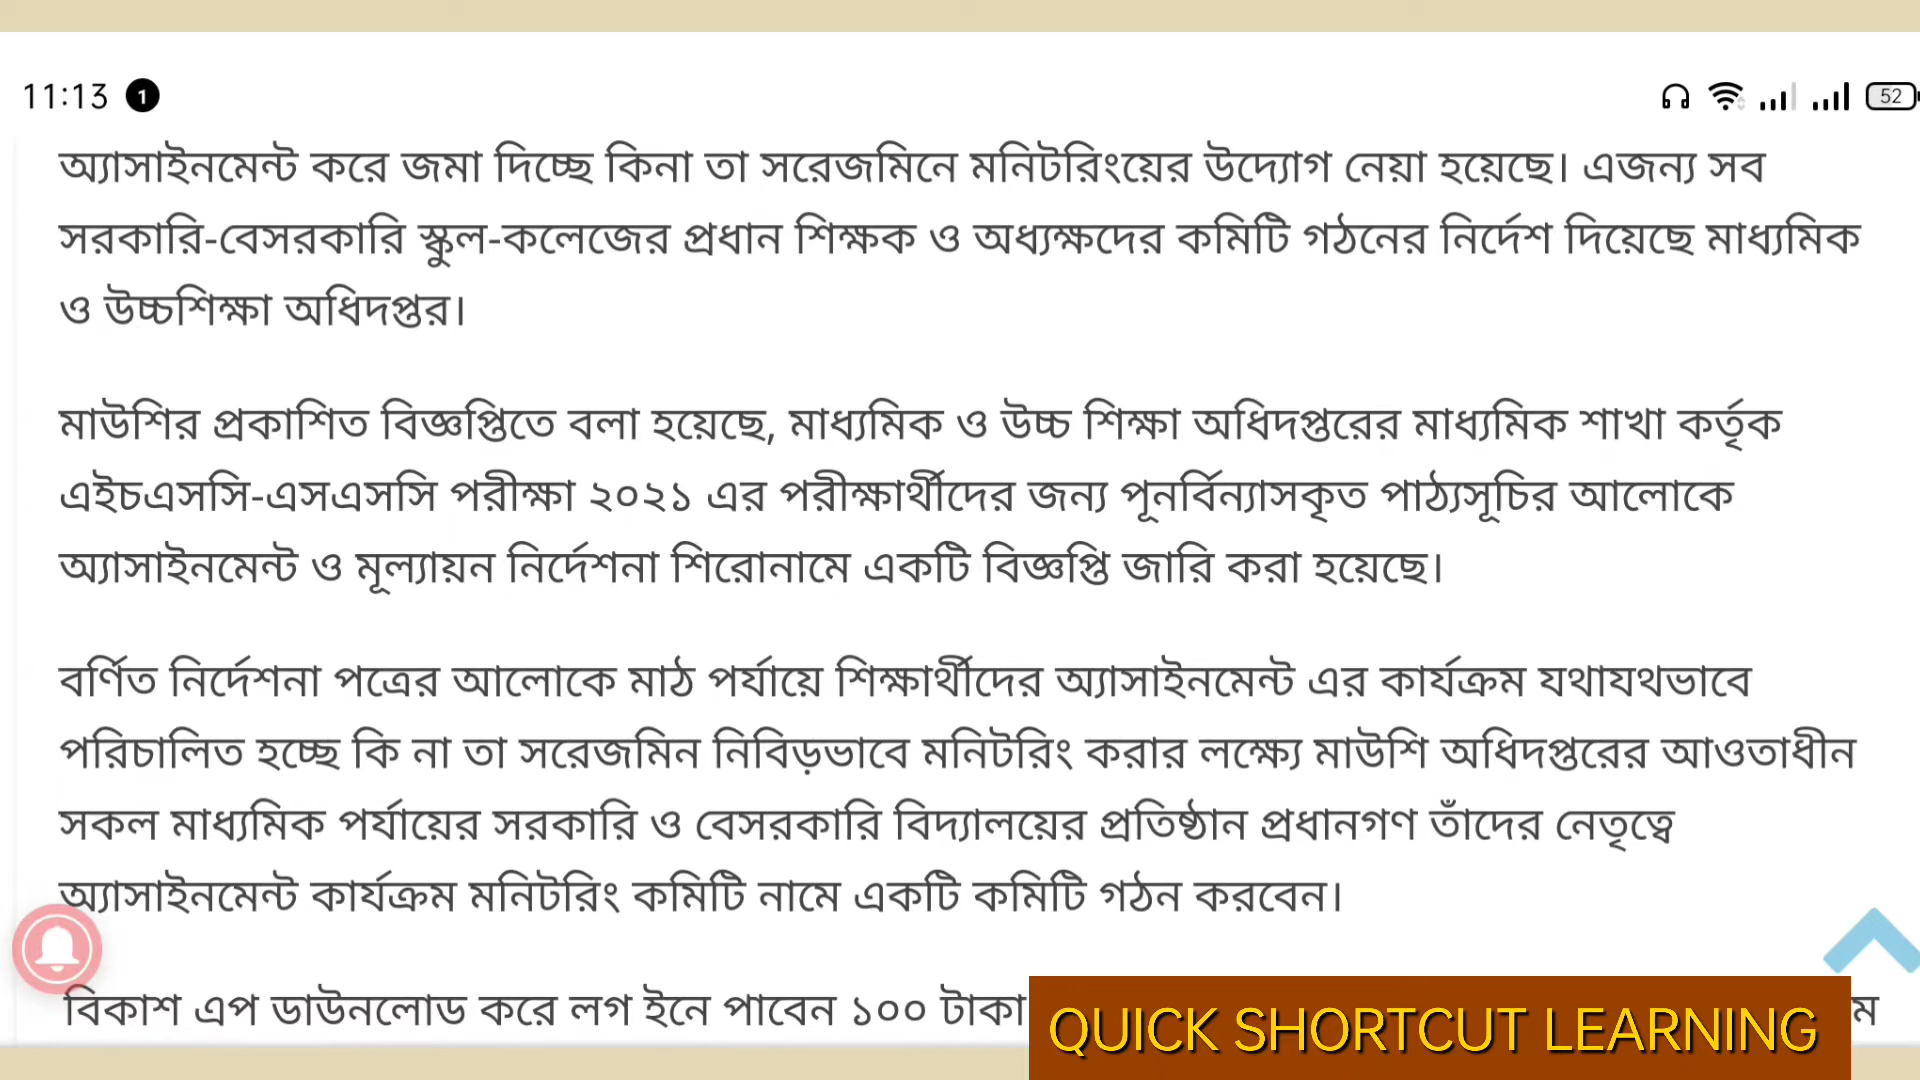 11:13 1 52
অ্যাসাইনমেন্ট করে জমা দিচ্ছে কিনা তা সরেজমিনে মনিটরিংয়ের উদ্যোগ নেয়া হয়েছে। এজন্য সব
সরকারি-বেসরকারি স্কুল-কলেজের প্রধান শিক্ষক ও অধ্যক্ষদের কমিটি গঠনের নির্দেশ দিয়েছে মাধ্যমিক
ও উচ্চশিক্ষা অধিদপ্তর।
মাউশির প্রকাশিত বিজ্ঞপ্তিতে বলা হয়েছে, মাধ্যমিক ও উচ্চ শিক্ষা অধিদপ্তরের মাধ্যমিক শাখা কর্তৃক
এইচএসসি-এসএসসি পরীক্ষা ২০২১ এর পরীক্ষার্থীদের জন্য পূনর্বিন্যাসকৃত পাঠ্যসূচির আলোকে
অ্যাসাইনমেন্ট ও মূল্যায়ন নির্দেশনা শিরোনামে একটি বিজ্ঞপ্তি জারি করা হয়েছে।
বর্ণিত নির্দেশনা পত্রের আলোকে মাঠ পর্যায়ে শিক্ষার্থীদের অ্যাসাইনমেন্ট এর কার্যক্রম যথাযথভাবে
পরিচালিত হচ্ছে কি না তা সরেজমিন নিবিড়ভাবে মনিটরিং করার লক্ষ্যে মাউশি অধিদপ্তরের আওতাধীন
সকল মাধ্যমিক পর্যায়ের সরকারি ও বেসরকারি বিদ্যালয়ের প্রতিষ্ঠান প্রধানগণ তাঁদের নেতৃত্বে
অ্যাসাইনমেন্ট কার্যক্রম মনিটরিং কমিটি নামে একটি কমিটি গঠন করবেন।
বিকাশ এপ ডাউনলোড করে লগ ইনে পাবেন ১০০ টাকা
QUICK SHORTCUT LEARNING